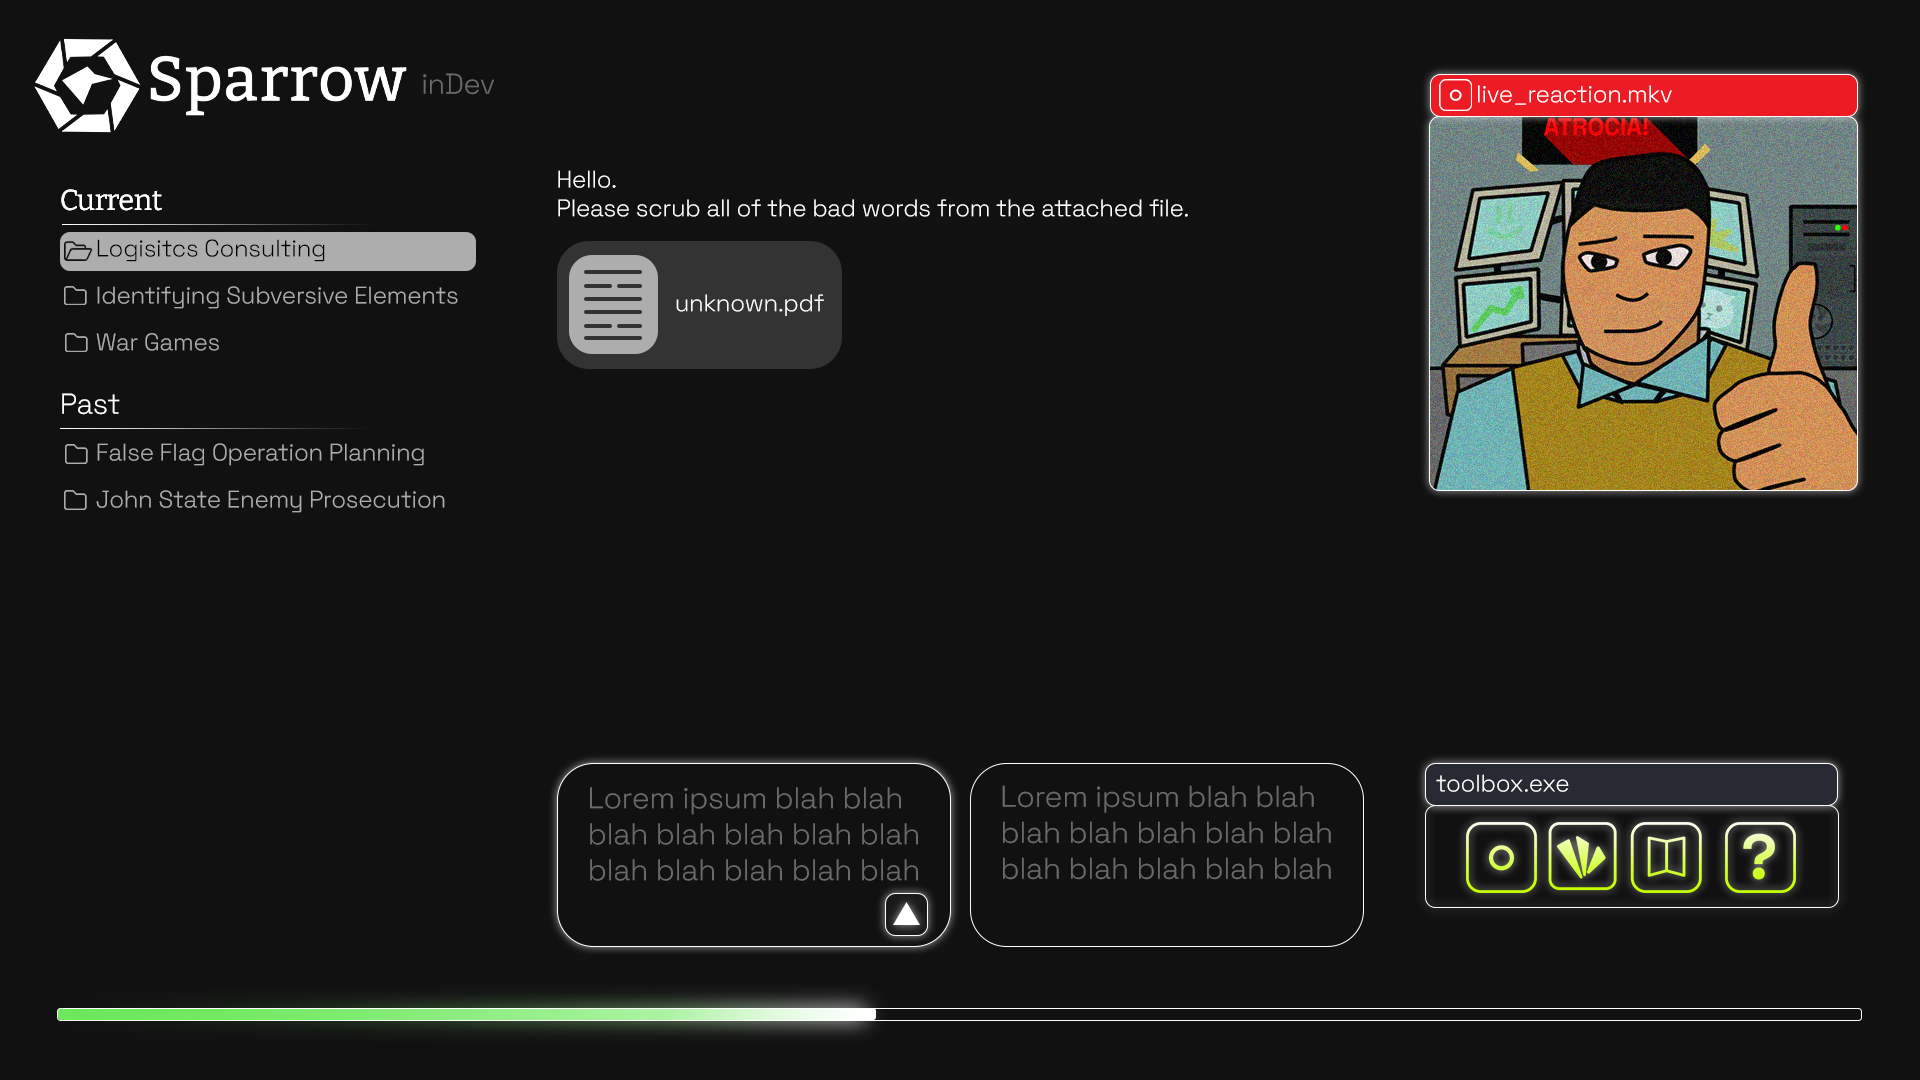 Sparrow inDev
Current
Logisitcs Consulting
Identifying Subversive Elements
War Games
Past
False Flag Operation Planning
John State Enemy Prosecution
Hello.
Please scrub all of the bad words from the attached file.
unknown.pdf
live_reaction.mkv
ATROCIA!
Lorem ipsum blah blah
blah blah blah blah blah
blah blah blah blah blah
Lorem ipsum blah blah
blah blah blah blah blah
blah blah blah blah blah
toolbox.exe
?